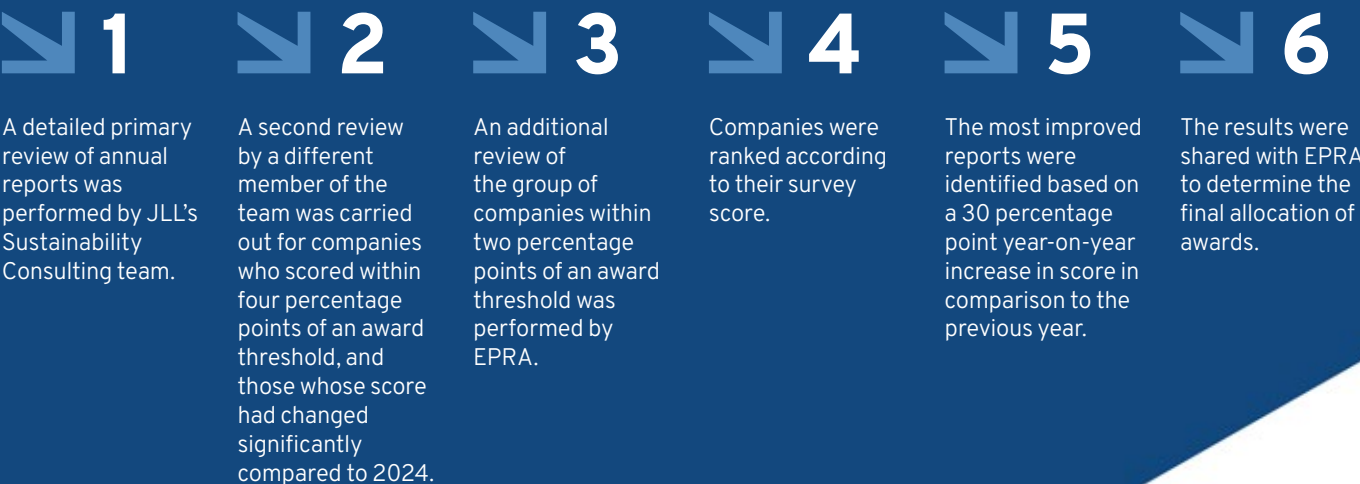 1
A detailed primary
review of annual
reports was
performed by JLL’s
Sustainability
Consulting team.
2
A second review
by a different
member of the
team was carried
out for companies
who scored within
four percentage
points of an award
threshold, and
those whose score
had changed
significantly
compared to 2024.
3
An additional
review of
the group of
companies within
two percentage
points of an award
threshold was
performed by
EPRA.
4
Companies were
ranked according
to their survey
score.
5
The most improved
reports were
identified based on
a 30 percentage
point year-on-year
increase in score in
comparison to the
previous year.
6
The results were
shared with EPRA
to determine the
final allocation of
awards.